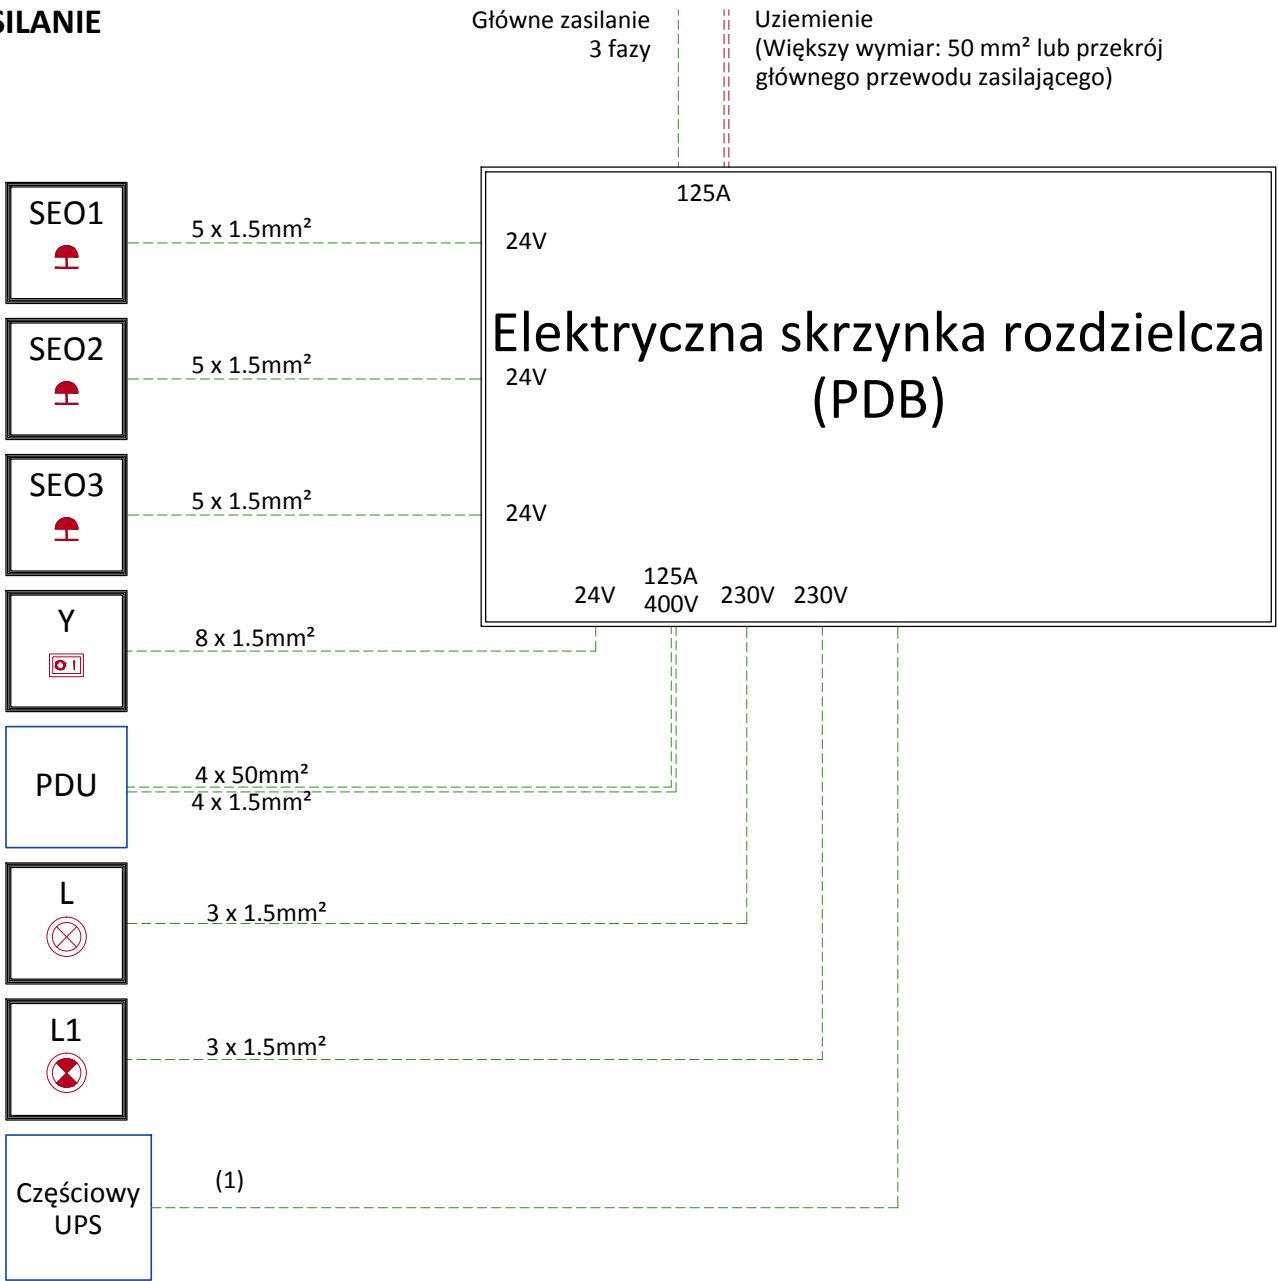 SILANIE
Główne zasilanie
3 fazy
Uziemienie
(Większy wymiar: 50 mm² lub przekrój
głównego przewodu zasilającego)
125A
SEO1
5 x 1.5mm²
24V
Elektryczna skrzynka rozdzielcza
(PDB)
SEO2
5 x 1.5mm²
24V
SEO3
5 x 1.5mm²
24V
24V
125A
400V
230V
230V
Y
8 x 1.5mm²
PDU
4 x 50mm²
4 x 1.5mm²
L
3 x 1.5mm²
L1
3 x 1.5mm²
Częściowy
UPS
(1)